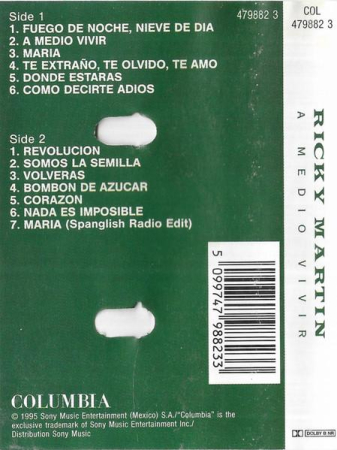 Side 1
479882 3
1. FUEGO DE NOCHE, NIEVE DE DIA
2. A MEDIO VIVIR
3. MARIA
4. TE EXTRAÑO, TE OLVIDO, TE AMO
5. DONDE ESTARAS
6. COMO DECIRTE ADIOS
Side 2
1. REVOLUCION
2. SOMOS LA SEMILLA
3. VOLVERAS
4. BOMBON DE AZUCAR
5. CORAZON
6. NADA ES IMPOSIBLE
7. MARIA (Spanglish Radio Edit)
5 099747 988233
COLUMBIA
© 1995 Sony Music Entertainment (Mexico) S.A./"Columbia" is the
exclusive trademark of Sony Music Entertainment Inc./
Distribution Sony Music
COL
479882 3
RICKY MARTIN
A MEDIO VIVIR
DOLBY B NR